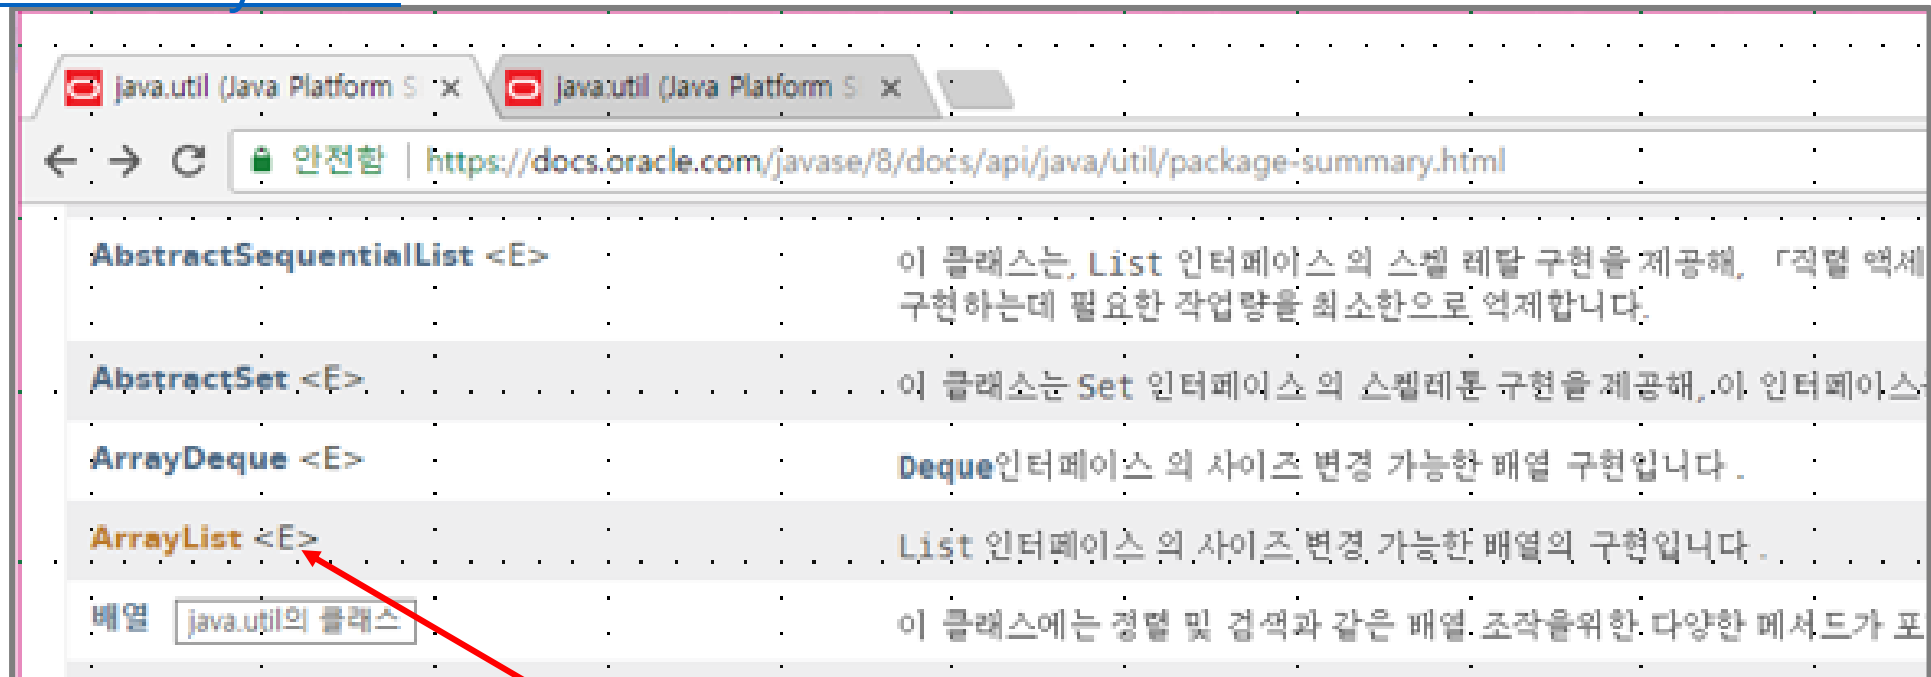 java.util (Java Platform S
java.util (Java Platform S
안전함 https://docs.oracle.com/javase/8/docs/api/java/util/package-summary.html
AbstractSequentialList <E> 이 클래스는, List 인터페이스 의 스켈 레탈 구현을 제공해, 「직렬 액세
구현하는데 필요한 작업량을 최소한으로 억제합니다.
AbstractSet <E> 이 클래스는 Set 인터페이스 의 스켈레톤 구현을 제공해, 이 인터페이스
ArrayDeque <E> Deque인터페이스 의 사이즈 변경 가능한 배열 구현입니다 .
ArrayList <E> List 인터페이스 의 사이즈 변경 가능한 배열의 구현입니다 .
배열 java.util의 클래스 이 클래스에는 정렬 및 검색과 같은 배열 조작을위한 다양한 메서드가 포